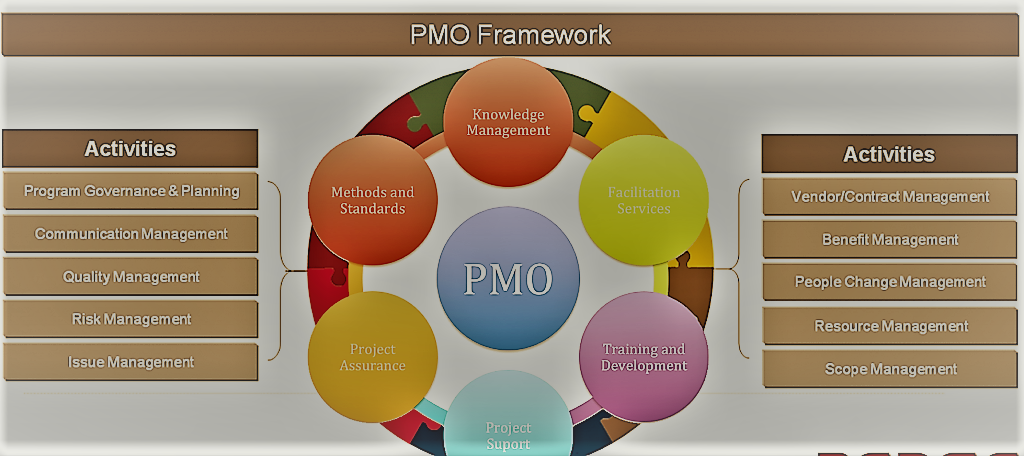 PMO Framework
Activities
Program Governance & Planning
Communication Management
Quality Management
Risk Management
Issue Management
Knowledge
Management
Methods and
Standards
Facilitation
Services
PMO
Project
Assurance
Training and
Development
Project
Suport
Activities
Vendor/Contract Management
Benefit Management
People Change Management
Resource Management
Scope Management